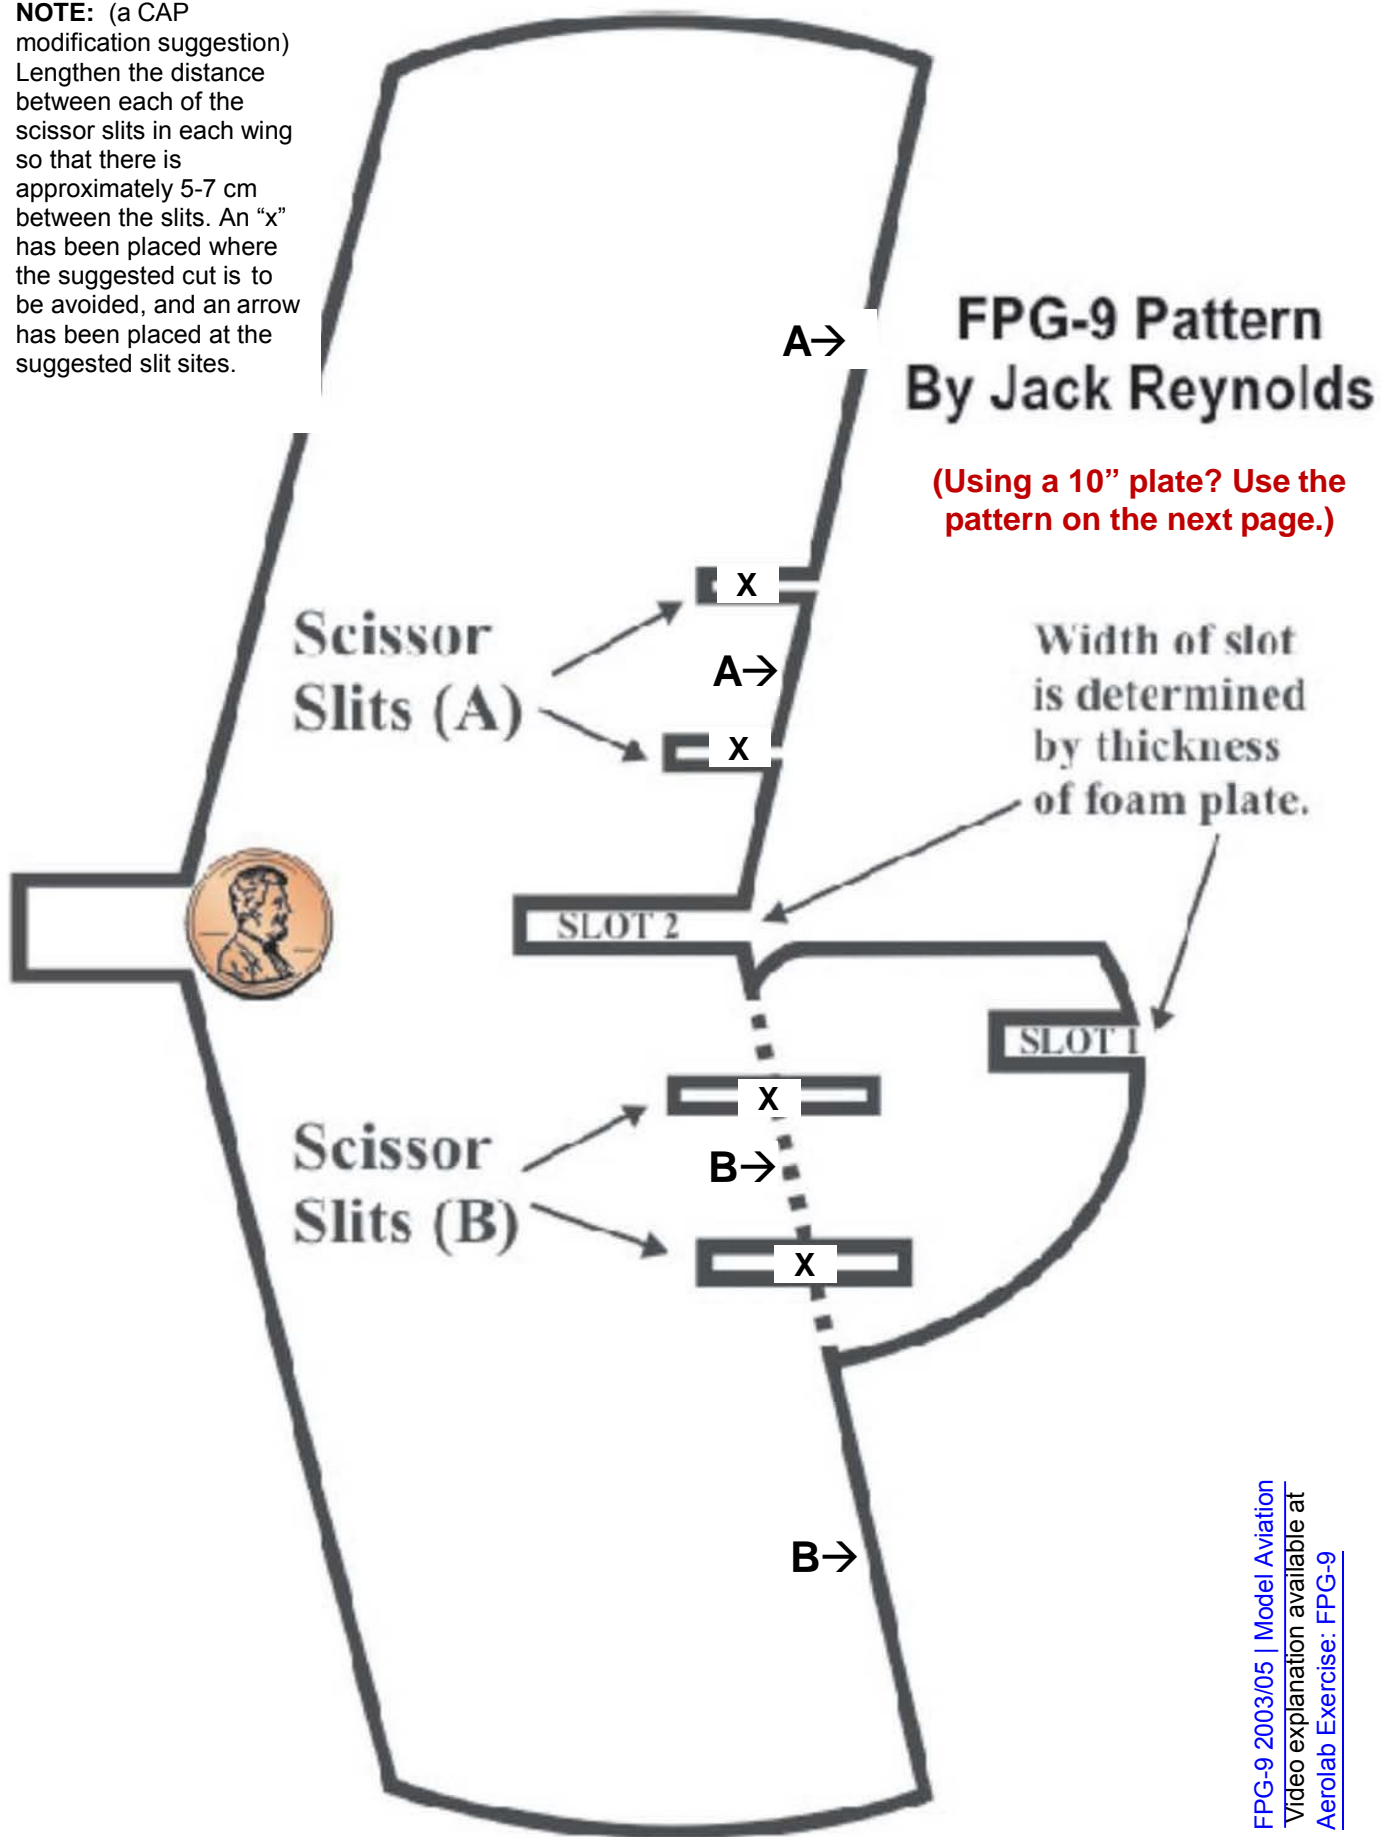 NOTE: (a CAP
modification suggestion)
Lengthen the distance
between each of the
scissor slits in each wing
so that there is
approximately 5-7 cm
between the slits. An “x”
has been placed where
the suggested cut is to
be avoided, and an arrow
has been placed at the
suggested slit sites.
A→
FPG-9 Pattern
By Jack Reynolds
(Using a 10” plate? Use the
pattern on the next page.)
X
Scissor
Slits (A)
A→
X
Width of slot
is determined
by thickness
of foam plate.
SLOT 2
SLOT 1
X
Scissor
Slits (B)
B→
X
B→
FPG-9 2003/05 | Model Aviation
Video explanation available at
Aerolab Exercise: FPG-9